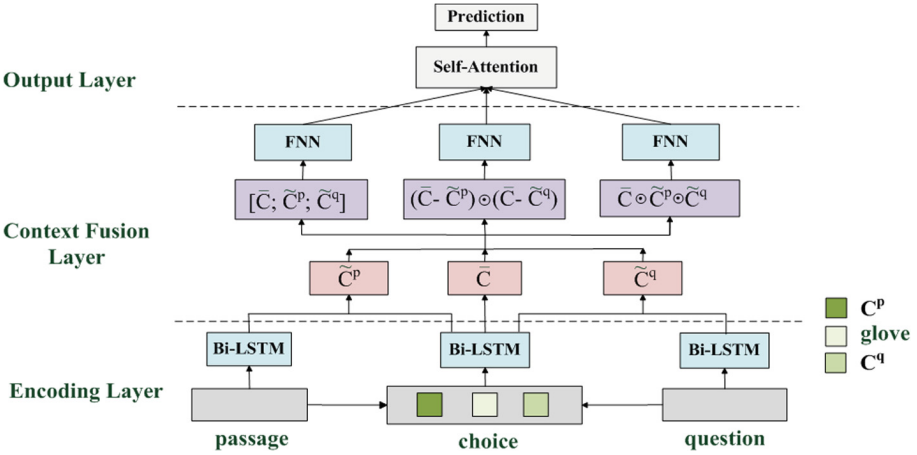 Prediction
Self-Attention
Output Layer
FNN FNN FNN
[C̄; C̃ᵖ; C̃^q] (C̄- C̃ᵖ)⊙(C̄- C̃^q) C̄⊙C̃ᵖ⊙C̃^q
Context Fusion
Layer
C̃ᵖ C̄ C̃^q
Cᵖ
glove
C^q
Bi-LSTM Bi-LSTM Bi-LSTM
Encoding Layer
passage choice question